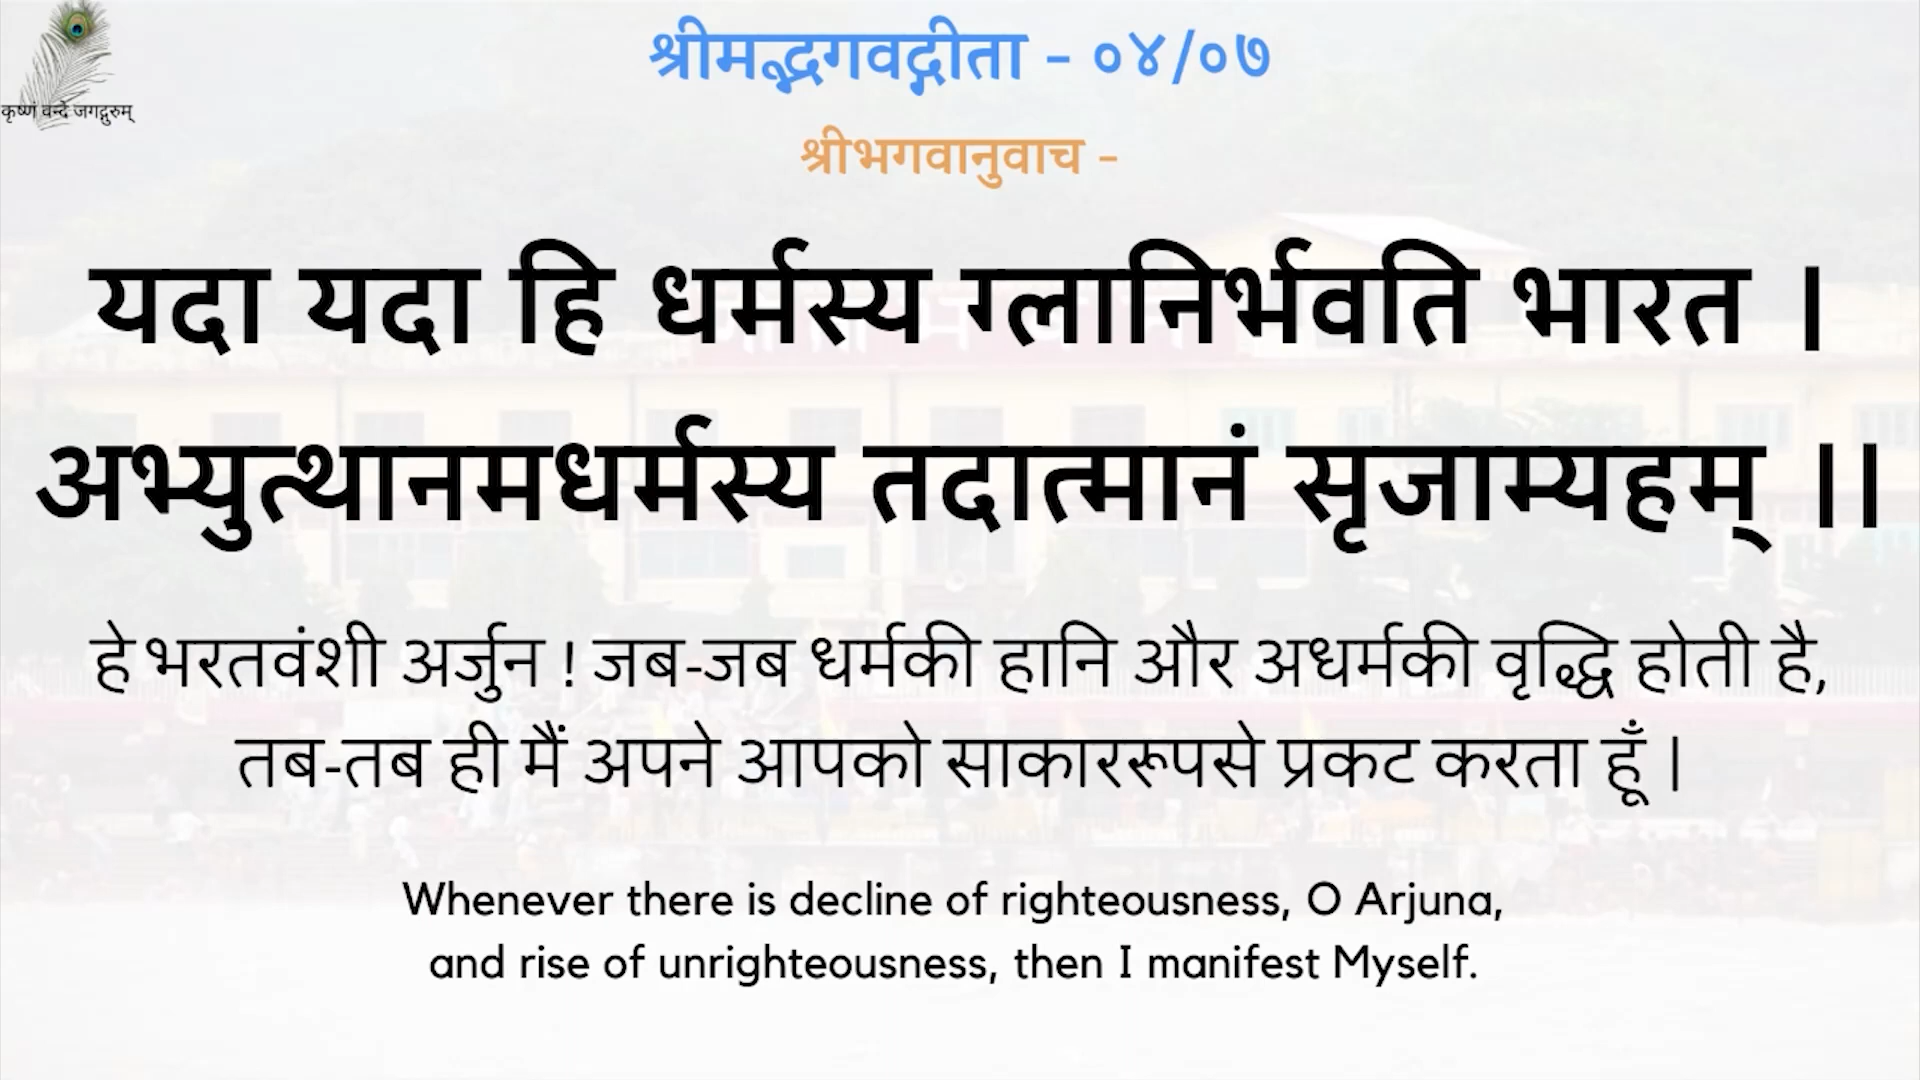 श्रीमद्भगवद्गीता - ०४/०७
कृष्णं वन्दे जगद्गुरुम्
श्रीभगवानुवाच -
यदा यदा हि धर्मस्य ग्लानिर्भवति भारत ।
अभ्युत्थानमधर्मस्य तदात्मानं सृजाम्यहम् ।।
हे भरतवंशी अर्जुन ! जब-जब धर्मकी हानि और अधर्मकी वृद्धि होती है,
तब-तब ही मैं अपने आपको साकाररूपसे प्रकट करता हूँ |
Whenever there is decline of righteousness, O Arjuna,
and rise of unrighteousness, then I manifest Myself.